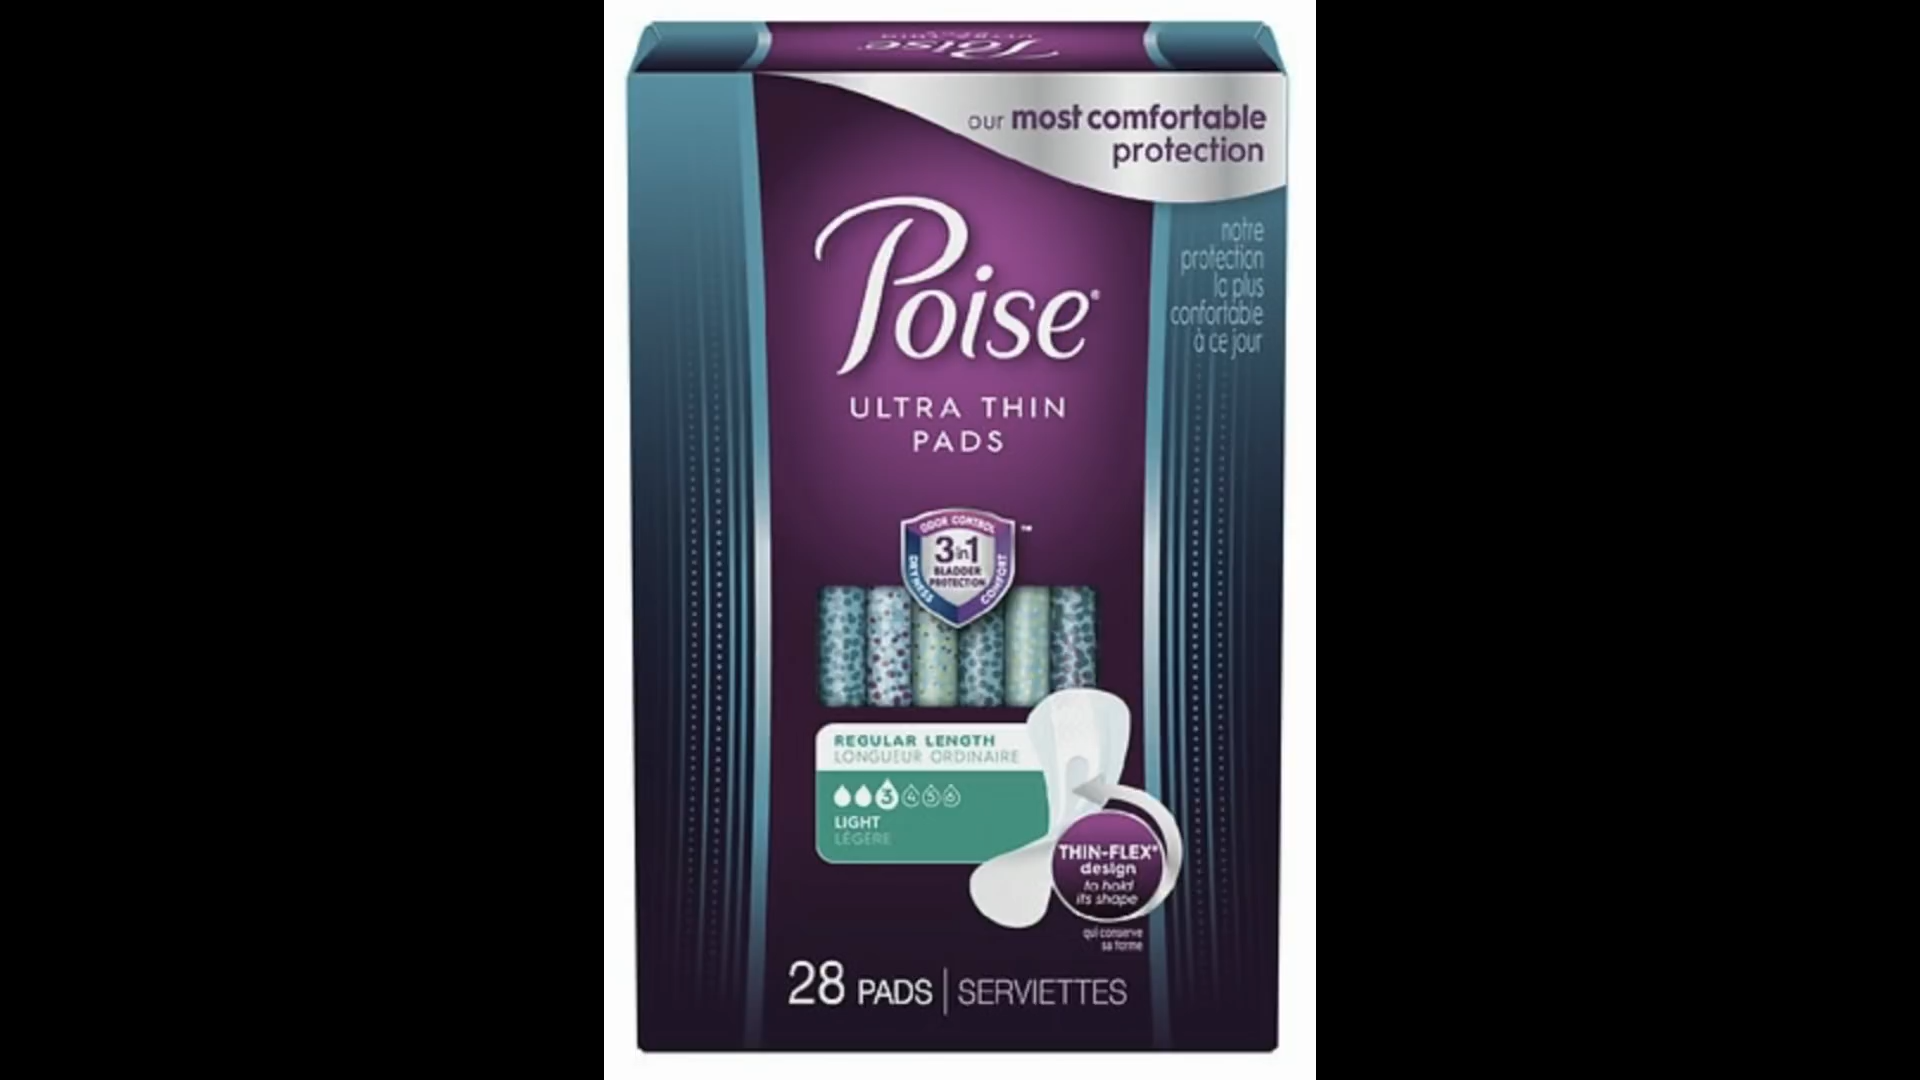 Poise
our most comfortable
protection
notre
protection
la plus
confortable
à ce jour
Poise®
ULTRA THIN
PADS
ODOR CONTROL
DRYNESS
COMFORT
3in1
BLADDER
PROTECTION
™
REGULAR LENGTH
LONGUEUR ORDINAIRE
3 4 5 6
LIGHT
LÉGÈRE
THIN-FLEX®
design
to hold
its shape
qui conserve
sa forme
28 PADS | SERVIETTES